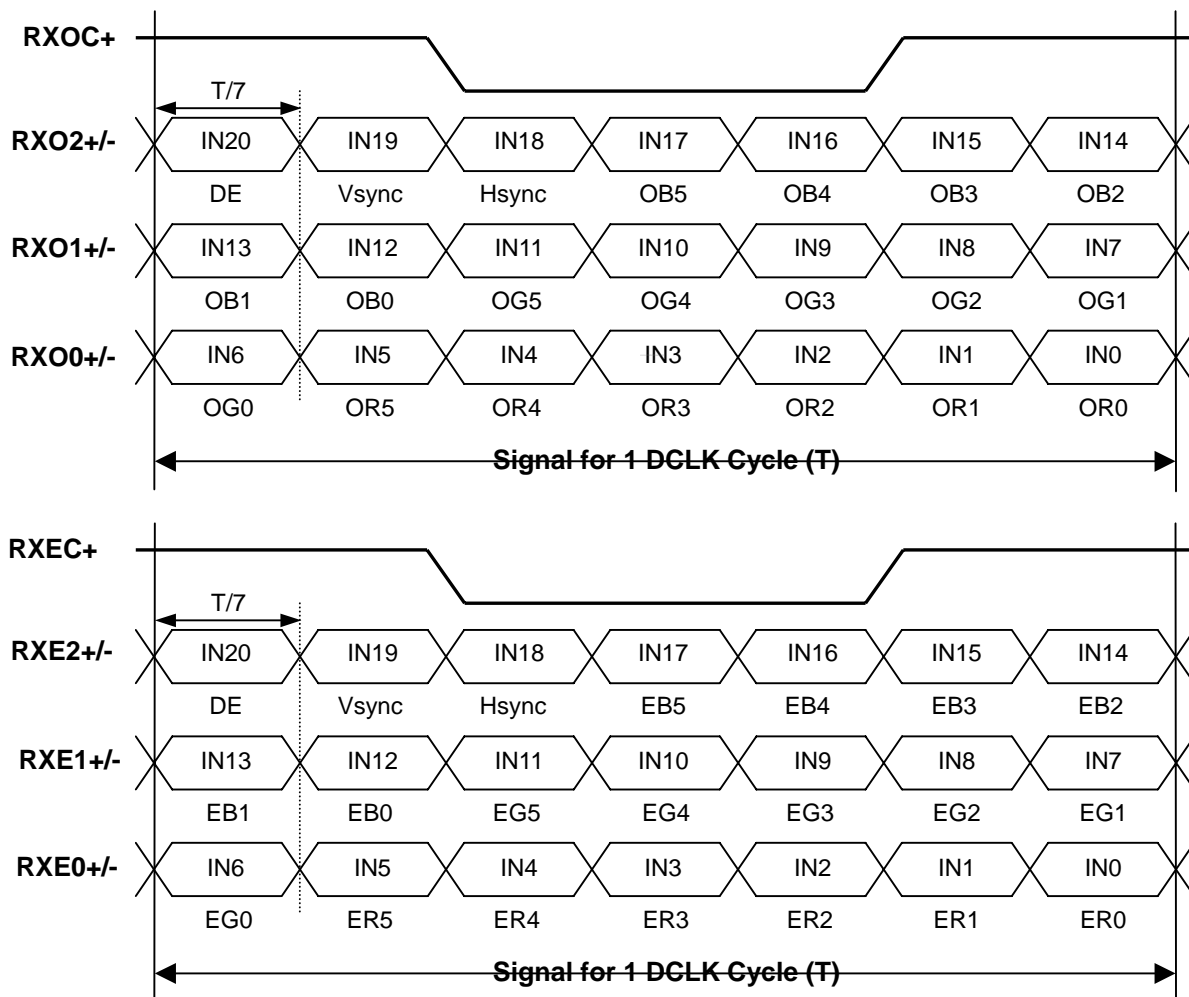 RXOC+
T/7
RXO2+/- IN20 IN19 IN18 IN17 IN16 IN15 IN14
DE Vsync Hsync OB5 OB4 OB3 OB2
RXO1+/- IN13 IN12 IN11 IN10 IN9 IN8 IN7
OB1 OB0 OG5 OG4 OG3 OG2 OG1
RXO0+/- IN6 IN5 IN4 IN3 IN2 IN1 IN0
OG0 OR5 OR4 OR3 OR2 OR1 OR0
Signal for 1 DCLK Cycle (T)
RXEC+
T/7
RXE2+/- IN20 IN19 IN18 IN17 IN16 IN15 IN14
DE Vsync Hsync EB5 EB4 EB3 EB2
RXE1+/- IN13 IN12 IN11 IN10 IN9 IN8 IN7
EB1 EB0 EG5 EG4 EG3 EG2 EG1
RXE0+/- IN6 IN5 IN4 IN3 IN2 IN1 IN0
EG0 ER5 ER4 ER3 ER2 ER1 ER0
Signal for 1 DCLK Cycle (T)